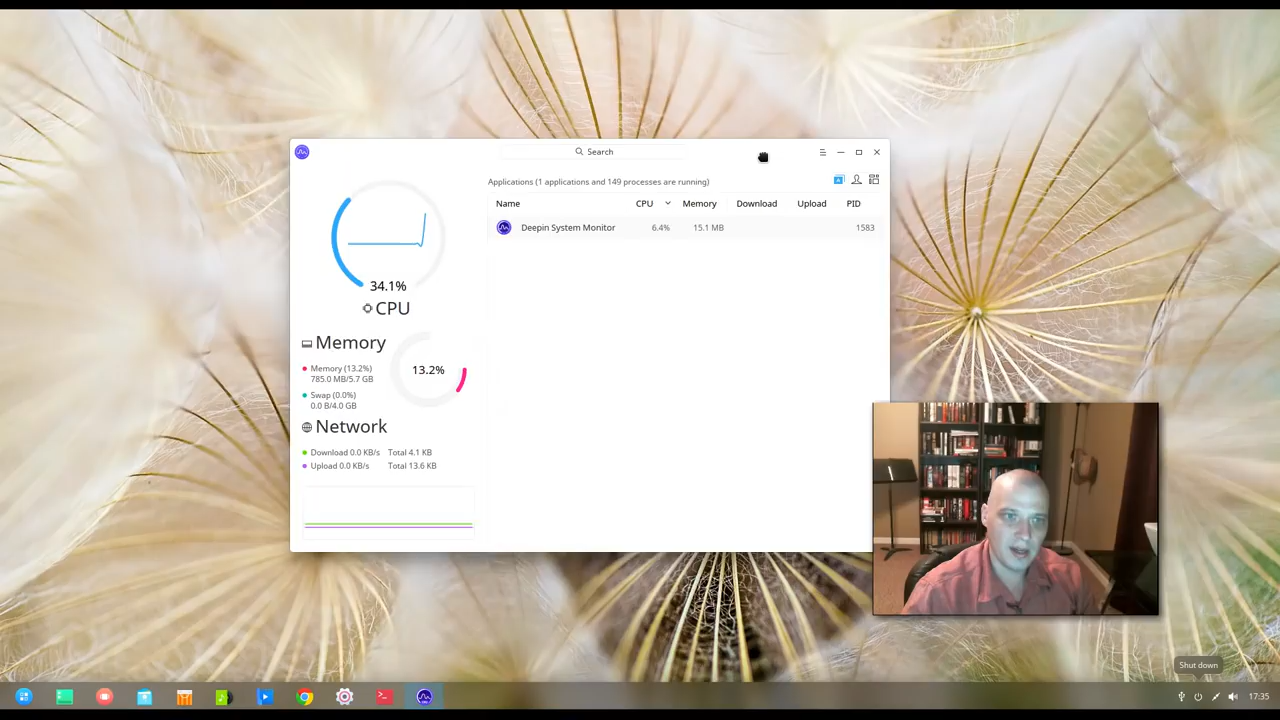 Search
Applications (1 applications and 149 processes are running)
Name CPU Memory Download Upload PID
Deepin System Monitor 6.4% 15.1 MB 1583
34.1%
CPU
Memory
Memory (13.2%)
785.0 MB/5.7 GB
13.2%
Swap (0.0%)
0.0 B/4.0 GB
Network
Download 0.0 KB/s Total 4.1 KB
Upload 0.0 KB/s Total 13.6 KB
Shut down
17:35